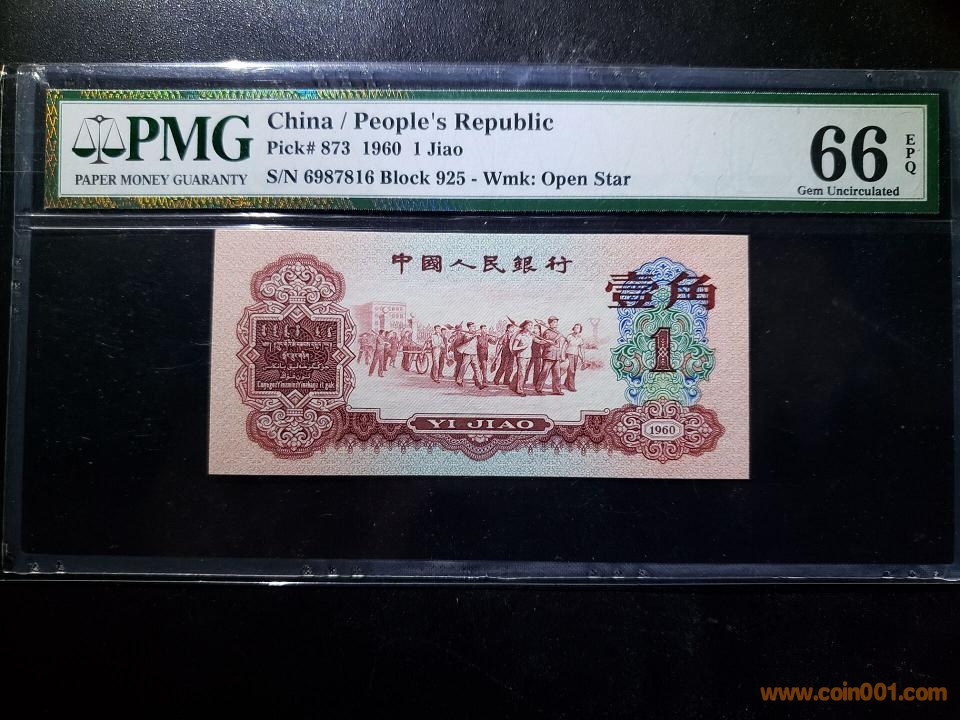 PMG
PAPER MONEY GUARANTY
China / People's Republic
Pick# 873 1960 1 Jiao
S/N 6987816 Block 925 - Wmk: Open Star
66
EPQ
Gem Uncirculated
中國人民銀行
壹角
1
YI JIAO
1960
www.coin001.com